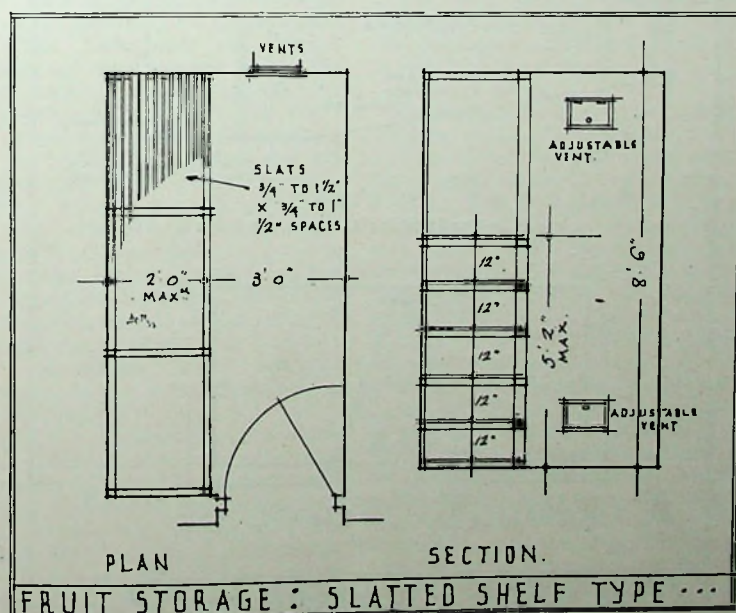 VENTS
SLATS
3/4" TO 1 1/2"
X 3/4" TO 1"
1/2" SPACES
2' 0"
MAX M
3' 0"
ADJUSTABLE
VENT.
12"
12"
12"
12"
12"
5' 2"
MAX.
8' 6"
ADJUSTABLE
VENT
PLAN
SECTION.
FRUIT STORAGE : SLATTED SHELF TYPE ...